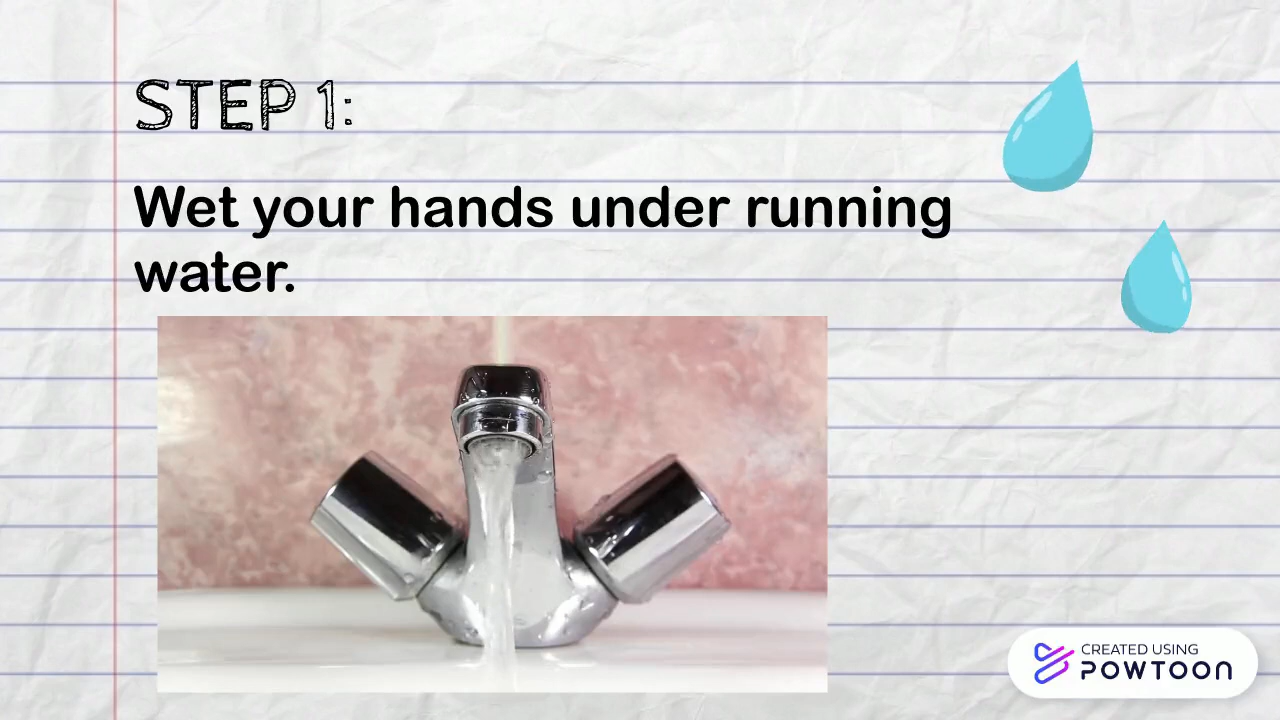 STEP 1:
Wet your hands under running
water.
CREATED USING
POWTOON